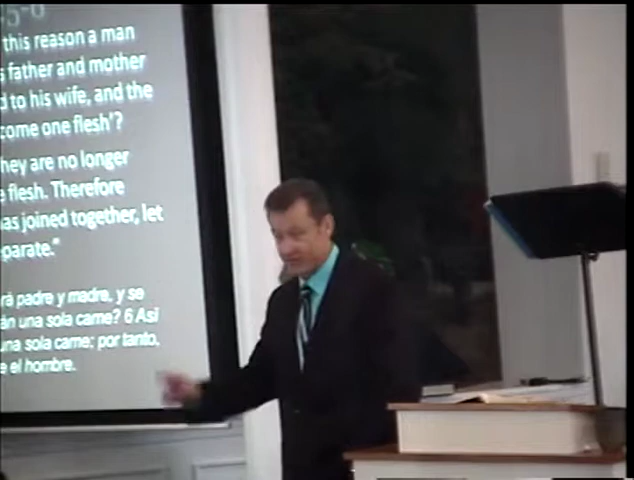 :5-6
this reason a man
s father and mother
d to his wife, and the
come one flesh'?
hey are no longer
e flesh. Therefore
as joined together, let
parate."
rá padre y madre, y se
án una sola carne? 6 Así
una sola carne; por tanto,
e el hombre.